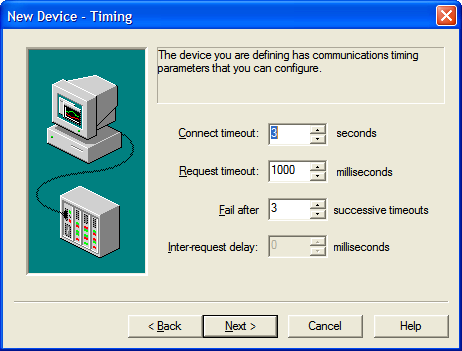 New Device - Timing
The device you are defining has communications timing
parameters that you can configure.
Connect timeout: 3 seconds
Request timeout: 1000 milliseconds
Fail after 3 successive timeouts
Inter-request delay: 0 milliseconds
< Back Next > Cancel Help